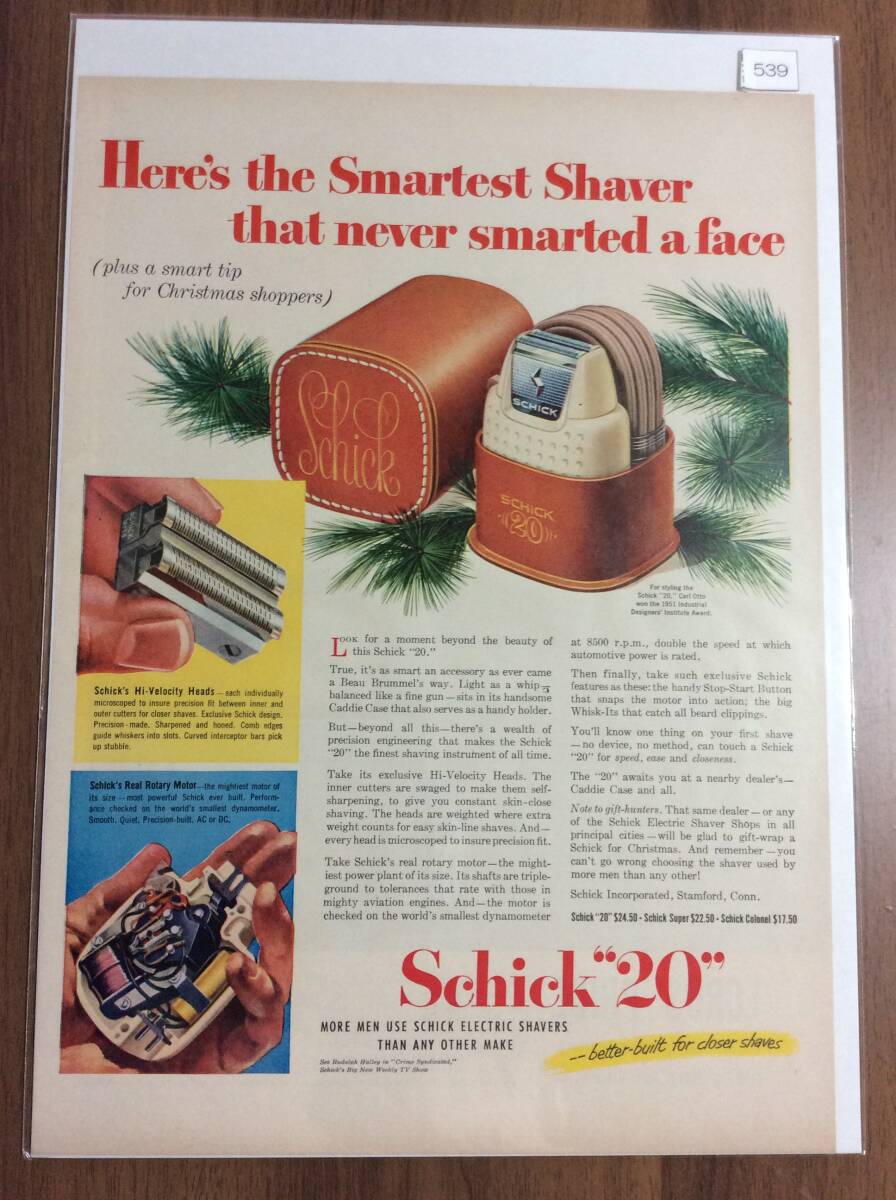 539
Here's the Smartest Shaver
that never smarted a face
(plus a smart tip
for Christmas shoppers)
Schick
SCHICK
SCHICK
20
For styling the
Schick "20," Carl Otto
won the 1951 Industrial
Designers' Institute Award.
Schick's Hi-Velocity Heads—each individually
microscoped to insure precision fit between inner and
outer cutters for closer shaves. Exclusive Schick design.
Precision-made. Sharpened and honed. Comb edges
guide whiskers into slots. Curved interceptor bars pick
up stubble.
Schick's Real Rotary Motor—the mightiest motor of
its size—most powerful Schick ever built. Perform-
ance checked on the world's smallest dynamometer.
Smooth. Quiet. Precision-built. AC or DC.
LOOK for a moment beyond the beauty of
this Schick "20."
True, it's as smart an accessory as ever came
a Beau Brummel's way. Light as a whip—
balanced like a fine gun—sits in its handsome
Caddie Case that also serves as a handy holder.
But—beyond all this—there's a wealth of
precision engineering that makes the Schick
"20" the finest shaving instrument of all time.
Take its exclusive Hi-Velocity Heads. The
inner cutters are swaged to make them self-
sharpening, to give you constant skin-close
shaving. The heads are weighted where extra
weight counts for easy skin-line shaves. And—
every head is microscoped to insure precision fit.
Take Schick's real rotary motor—the might-
iest power plant of its size. Its shafts are triple-
ground to tolerances that rate with those in
mighty aviation engines. And—the motor is
checked on the world's smallest dynamometer
at 8500 r.p.m., double the speed at which
automotive power is rated.
Then finally, take such exclusive Schick
features as these: the handy Stop-Start Button
that snaps the motor into action; the big
Whisk-Its that catch all beard clippings.
You'll know one thing on your first shave
—no device, no method, can touch a Schick
"20" for speed, ease and closeness.
The "20" awaits you at a nearby dealer's—
Caddie Case and all.
Note to gift-hunters. That same dealer—or any
of the Schick Electric Shaver Shops in all
principal cities—will be glad to gift-wrap a
Schick for Christmas. And remember—you
can't go wrong choosing the shaver used by
more men than any other!
Schick Incorporated, Stamford, Conn.
Schick "20" $24.50 • Schick Super $22.50 • Schick Colonel $17.50
Schick "20"
MORE MEN USE SCHICK ELECTRIC SHAVERS
THAN ANY OTHER MAKE
--better-built for closer shaves
See Rudolph Halley in "Crime Syndicated,"
Schick's Big New Weekly TV Show